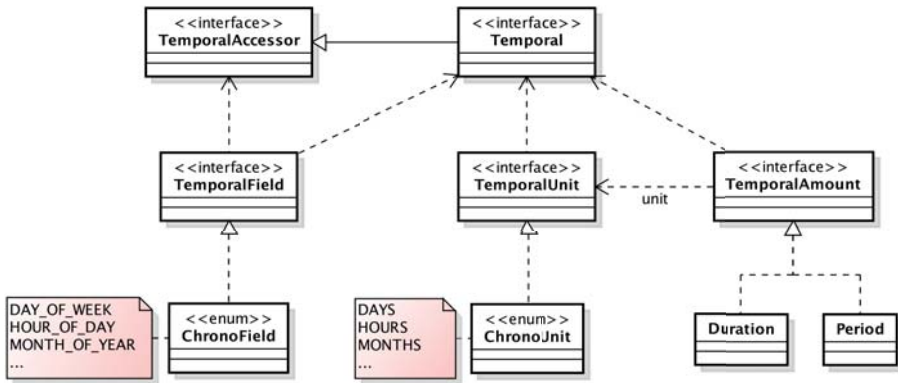 <<interface>>
TemporalAccessor
<<interface>>
Temporal
<<interface>>
TemporalField
<<interface>>
TemporalUnit
unit
<<interface>>
TemporalAmount
DAY_OF_WEEK
HOUR_OF_DAY
MONTH_OF_YEAR
...
<<enum>>
ChronoField
DAYS
HOURS
MONTHS
...
<<enum>>
ChronoUnit
Duration
Period